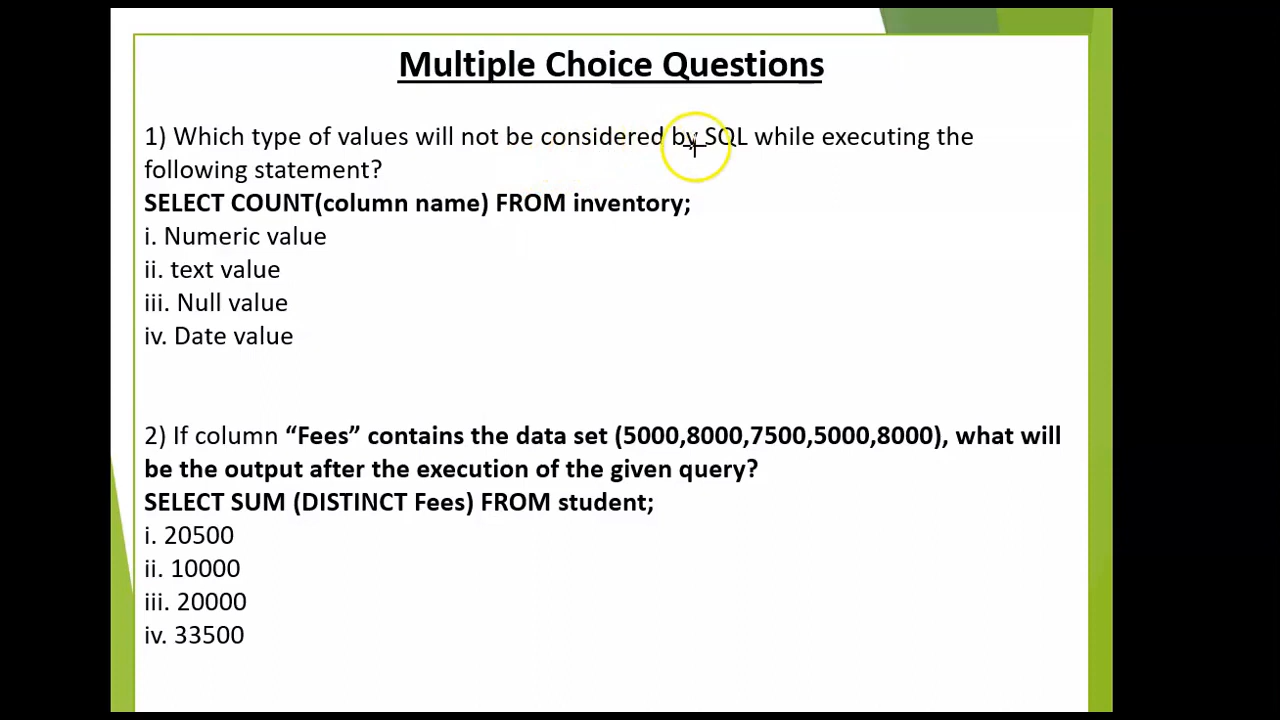 Multiple Choice Questions
1) Which type of values will not be considered by SQL while executing the
following statement?
SELECT COUNT(column name) FROM inventory;
i. Numeric value
ii. text value
iii. Null value
iv. Date value
2) If column “Fees” contains the data set (5000,8000,7500,5000,8000), what will
be the output after the execution of the given query?
SELECT SUM (DISTINCT Fees) FROM student;
i. 20500
ii. 10000
iii. 20000
iv. 33500